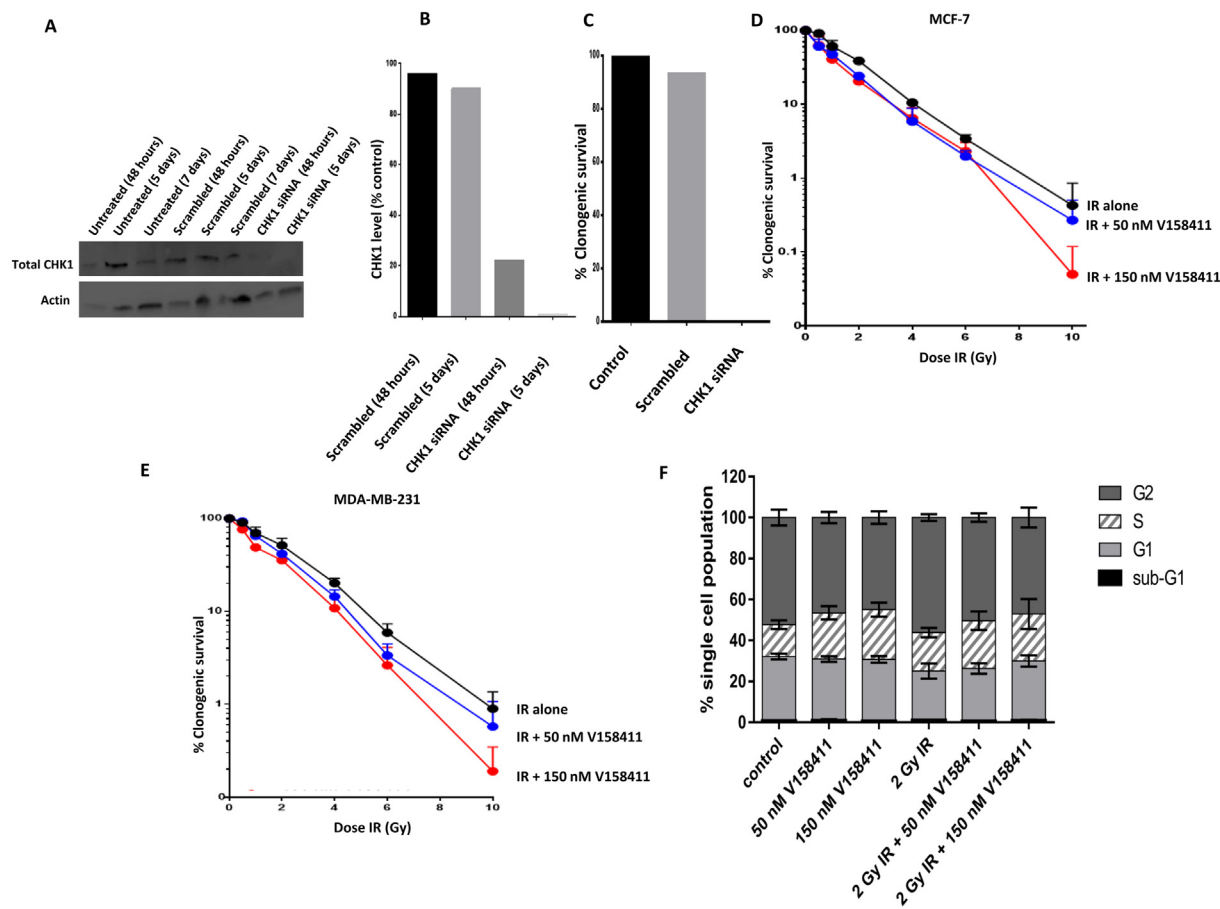 A
Untreated (48 hours)
Untreated (5 days)
Untreated (7 days)
Scrambled (48 hours)
Scrambled (5 days)
Scrambled (7 days)
CHK1 siRNA (48 hours)
CHK1 siRNA (5 days)
Total CHK1
Actin
B
CHK1 level (% control)
100
80
60
40
20
0
Scrambled (48 hours)
Scrambled (5 days)
CHK1 siRNA (48 hours)
CHK1 siRNA (5 days)
C
% Clonogenic survival
100
80
60
40
20
0
Control
Scrambled
CHK1 siRNA
D
MCF-7
% Clonogenic survival
100
10
1
0.1
0
0 2 4 6 8 10
Dose IR (Gy)
IR alone
IR + 50 nM V158411
IR + 150 nM V158411
E
MDA-MB-231
% Clonogenic survival
100
10
1
0
0 2 4 6 8 10
Dose IR (Gy)
IR alone
IR + 50 nM V158411
IR + 150 nM V158411
F
% single cell population
120
100
80
60
40
20
0
control
50 nM V158411
150 nM V158411
2 Gy IR
2 Gy IR + 50 nM V158411
2 Gy IR + 150 nM V158411
G2
S
G1
sub-G1